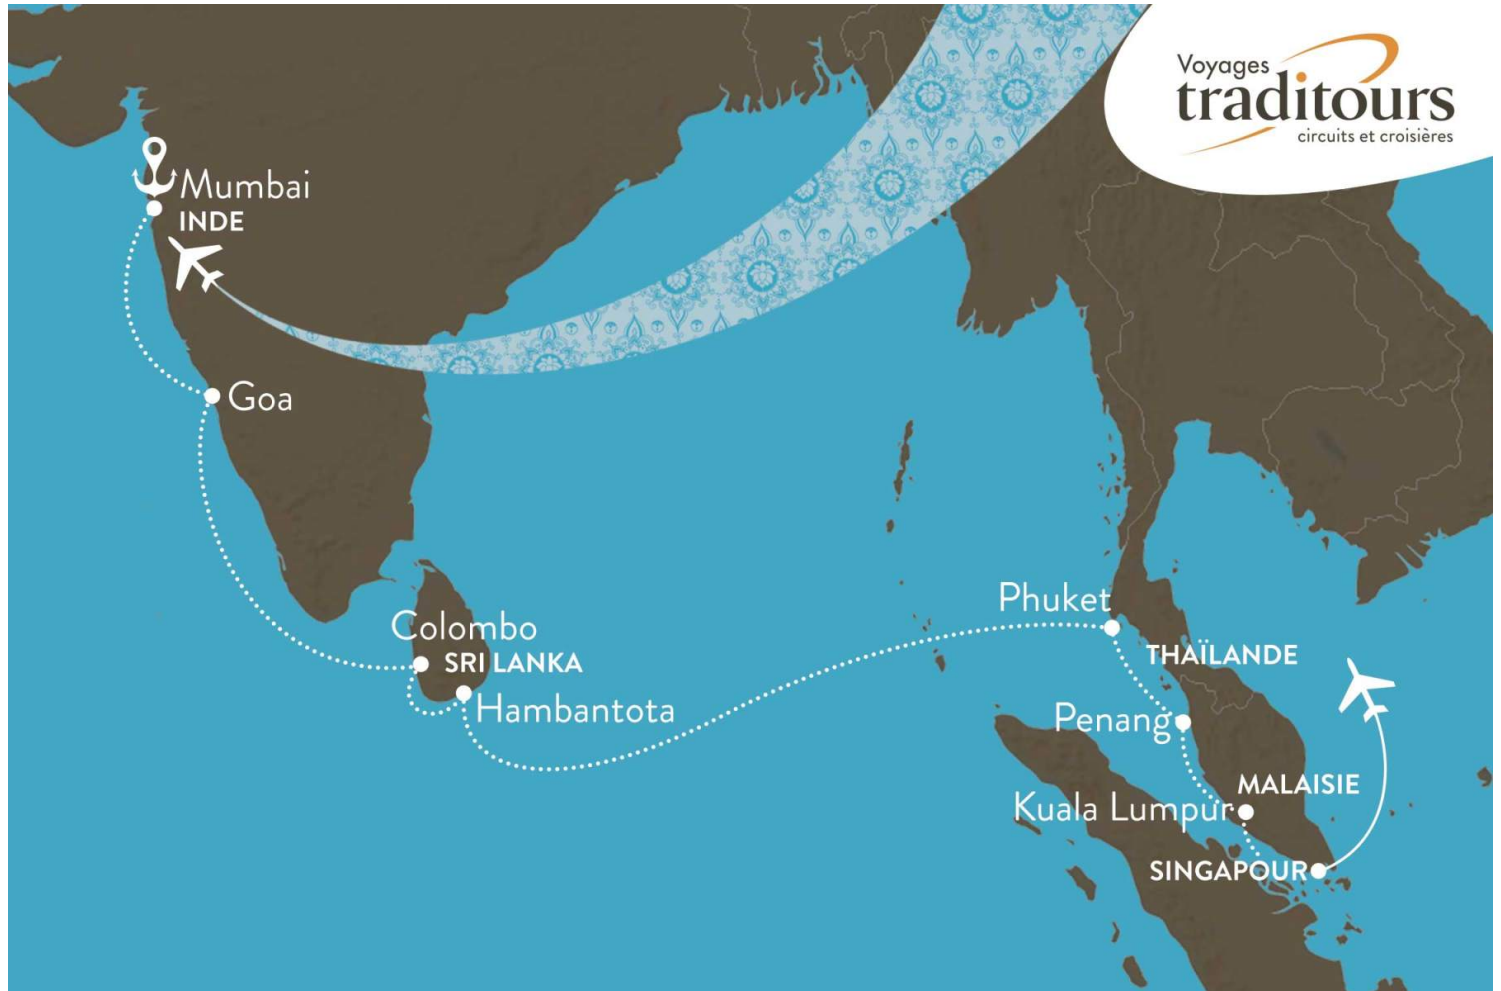 Voyages
traditours
circuits et croisières
Mumbai
INDE
Goa
Colombo
SRI LANKA
Hambantota
Phuket
THAÏLANDE
Penang
MALAISIE
Kuala Lumpur
SINGAPOUR